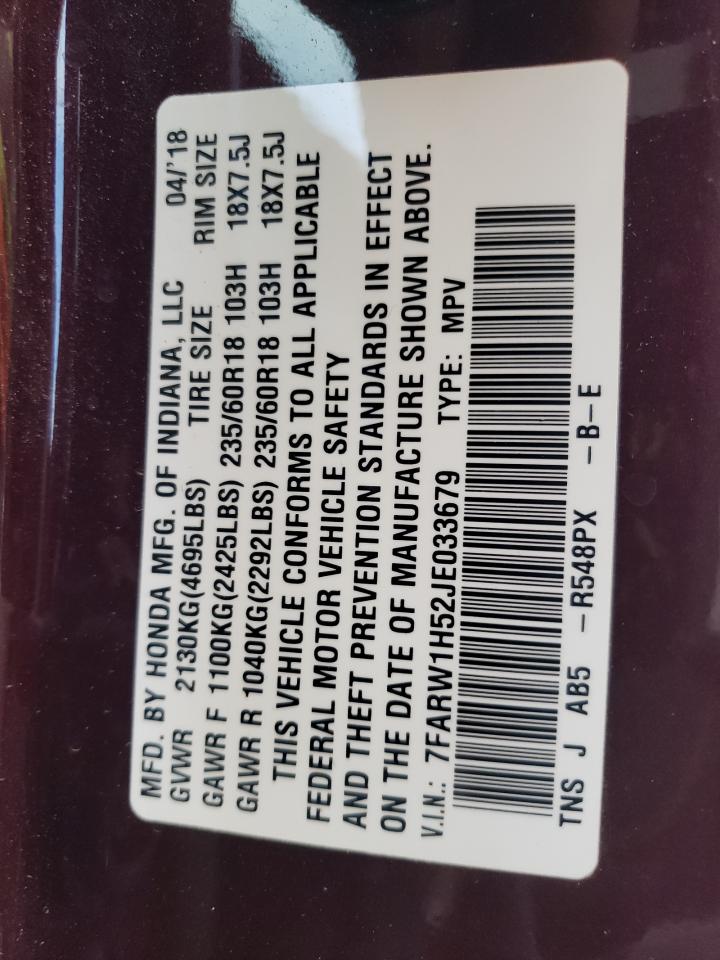 MFD. BY HONDA MFG. OF INDIANA, LLC 04/'18
GVWR 2130KG(4695LBS) TIRE SIZE RIM SIZE
GAWR F 1100KG(2425LBS) 235/60R18 103H 18X7.5J
GAWR R 1040KG(2292LBS) 235/60R18 103H 18X7.5J
THIS VEHICLE CONFORMS TO ALL APPLICABLE
FEDERAL MOTOR VEHICLE SAFETY
AND THEFT PREVENTION STANDARDS IN EFFECT
ON THE DATE OF MANUFACTURE SHOWN ABOVE.
V.I.N.: 7FARW1H52JE033679 TYPE: MPV
TNS J AB5 –R548PX –B–E